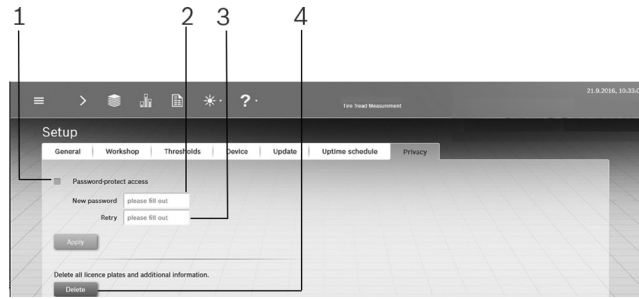 1 2 3 4
21.9.2016, 10:33:0
?
Tire Tread Measurement
Setup
General Workshop Thresholds Device Update Uptime schedule Privacy
Password-protect access
New password please fill out
Retry please fill out
Apply
Delete all licence plates and additional information.
Delete